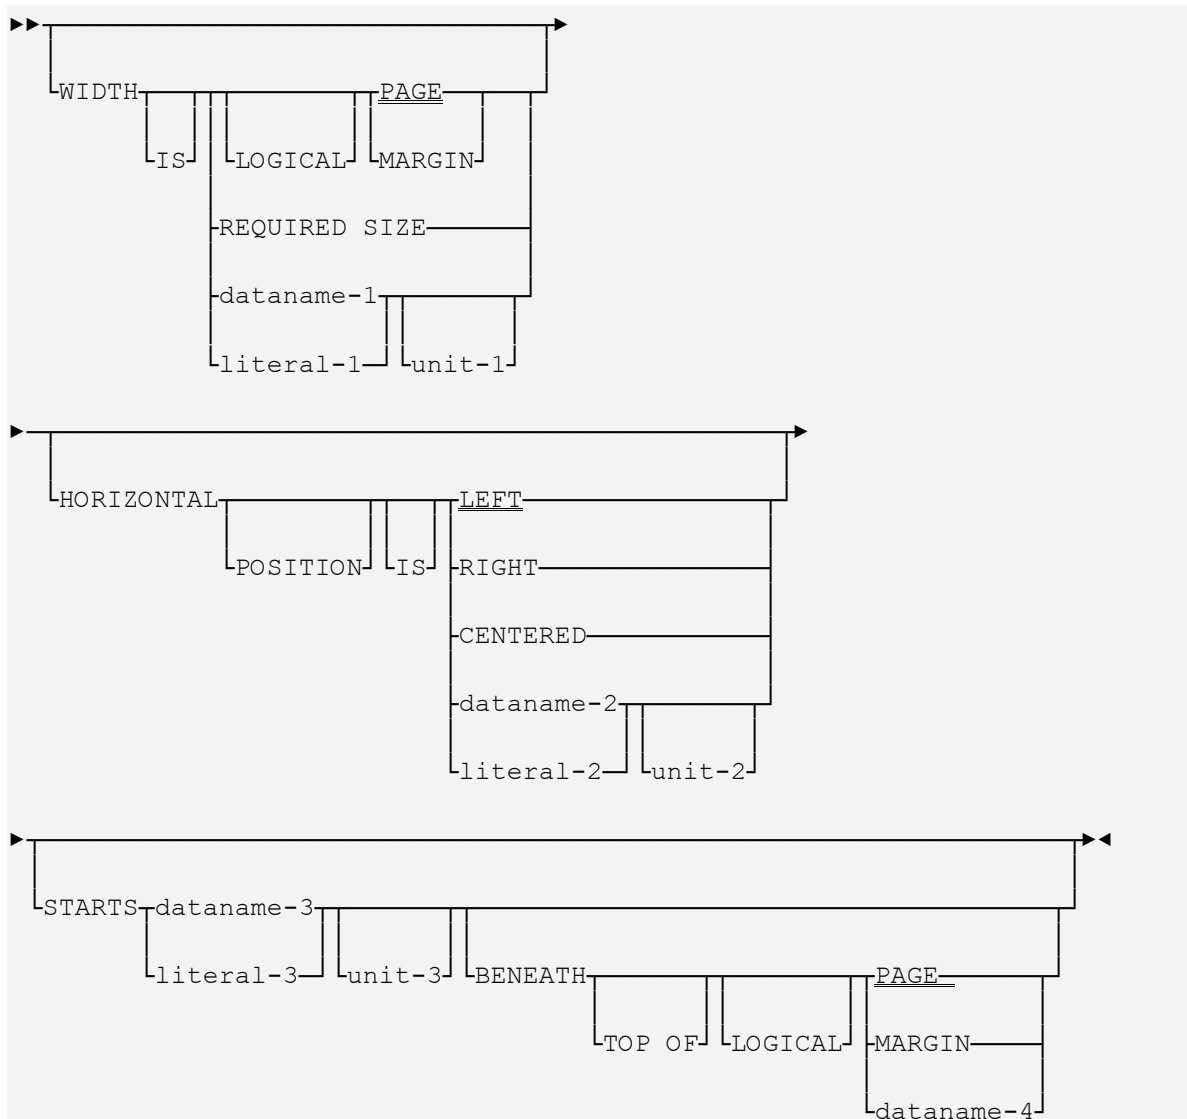 WIDTH PAGE
IS LOGICAL MARGIN
REQUIRED SIZE
dataname-1
literal-1 unit-1
HORIZONTAL LEFT
POSITION IS RIGHT
CENTERED
dataname-2
literal-2 unit-2
STARTS dataname-3
literal-3 unit-3 BENEATH PAGE
TOP OF LOGICAL MARGIN
dataname-4